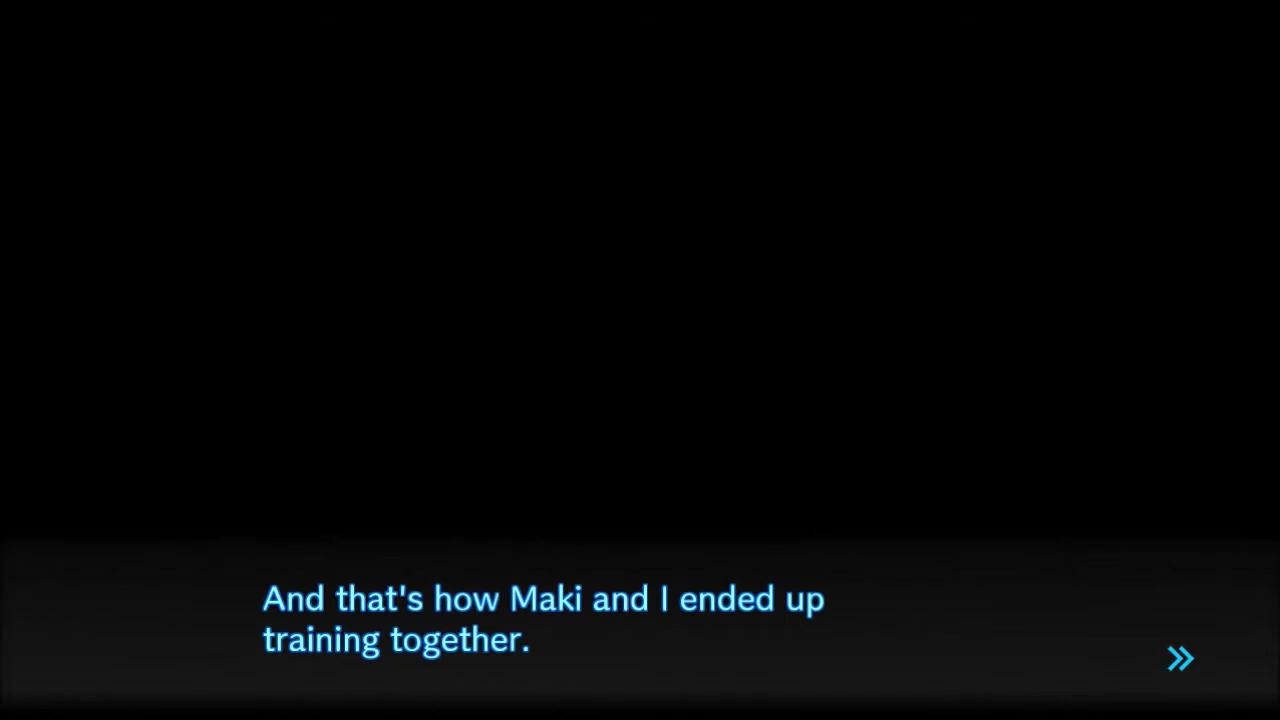 And that's how Maki and I ended up
training together.